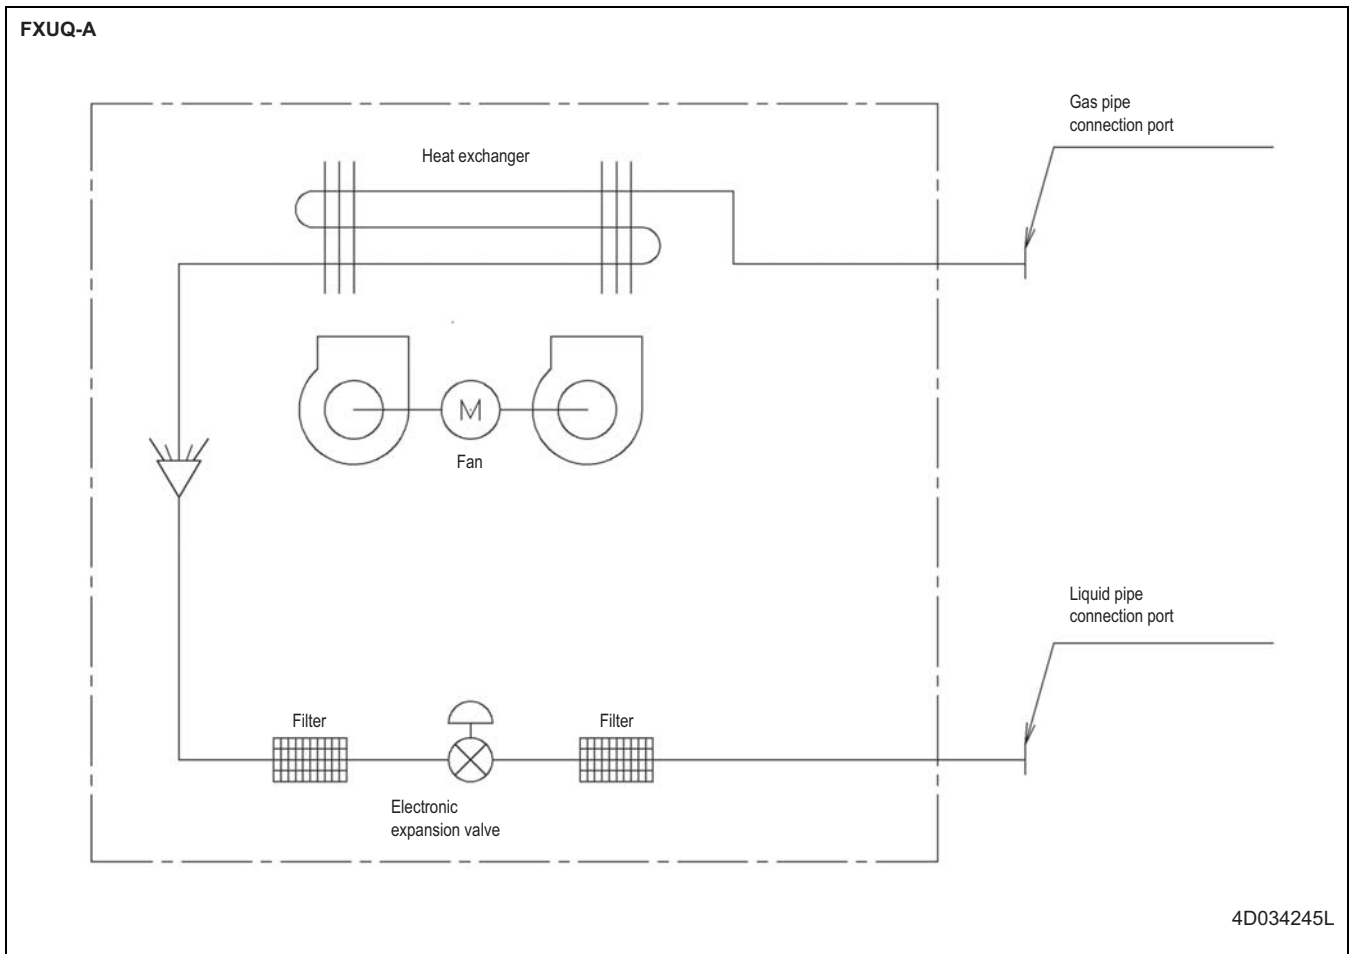 FXUQ-A
Gas pipe
connection port
Heat exchanger
M
Fan
Liquid pipe
connection port
Filter
Filter
Electronic
expansion valve
4D034245L